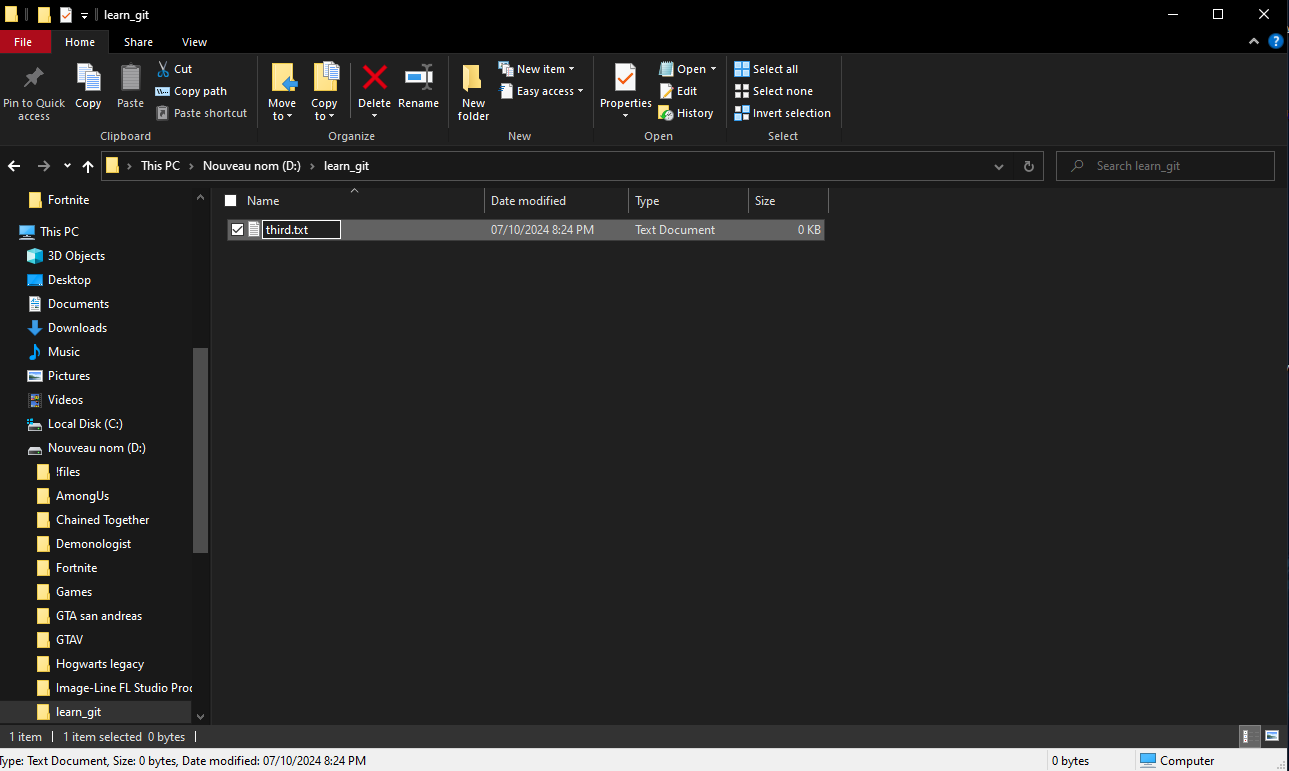 learn_git
File Home Share View
Pin to Quick access
Copy
Paste
Cut
Copy path
Paste shortcut
Clipboard
Move to
Copy to
Delete
Rename
Organize
New folder
New item
Easy access
New
Properties
Open
Edit
History
Open
Select all
Select none
Invert selection
Select
This PC Nouveau nom (D:) learn_git
Search learn_git
Fortnite
This PC
3D Objects
Desktop
Documents
Downloads
Music
Pictures
Videos
Local Disk (C:)
Nouveau nom (D:)
!files
AmongUs
Chained Together
Demonologist
Fortnite
Games
GTA san andreas
GTAV
Hogwarts legacy
Image-Line FL Studio Proc
learn_git
Name Date modified Type Size
third.txt 07/10/2024 8:24 PM Text Document 0 KB
1 item 1 item selected 0 bytes
Type: Text Document, Size: 0 bytes, Date modified: 07/10/2024 8:24 PM 0 bytes Computer